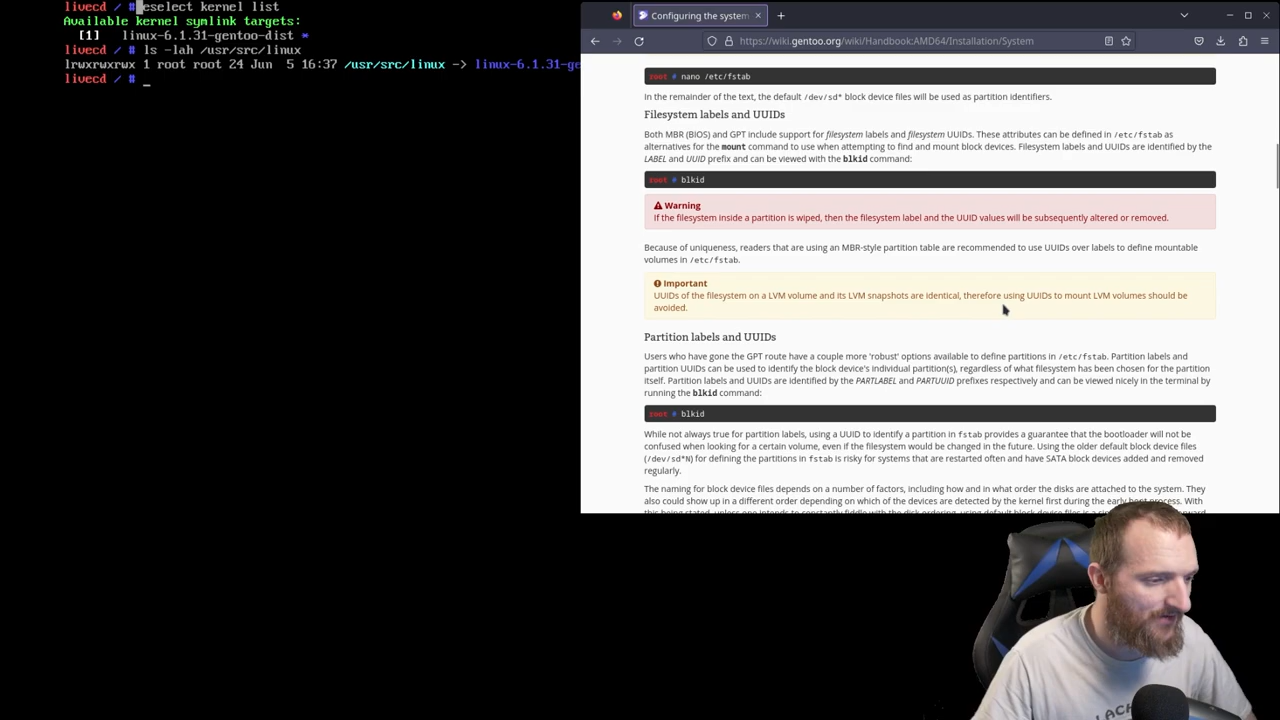 livecd / # eselect kernel list
Available kernel symlink targets:
[1] linux-6.1.31-gentoo-dist *
livecd / # ls -lah /usr/src/linux
lrwxrwxrwx 1 root root 24 Jun 5 16:37 /usr/src/linux -> linux-6.1.31-ge
livecd / # _
Configuring the system
https://wiki.gentoo.org/wiki/Handbook:AMD64/Installation/System
root # nano /etc/fstab
In the remainder of the text, the default /dev/sd* block device files will be used as partition identifiers.
Filesystem labels and UUIDs
Both MBR (BIOS) and GPT include support for filesystem labels and filesystem UUIDs. These attributes can be defined in /etc/fstab as
alternatives for the mount command to use when attempting to find and mount block devices. Filesystem labels and UUIDs are identified by the
LABEL and UUID prefix and can be viewed with the blkid command:
root # blkid
Warning
If the filesystem inside a partition is wiped, then the filesystem label and the UUID values will be subsequently altered or removed.
Because of uniqueness, readers that are using an MBR-style partition table are recommended to use UUIDs over labels to define mountable
volumes in /etc/fstab.
Important
UUIDs of the filesystem on a LVM volume and its LVM snapshots are identical, therefore using UUIDs to mount LVM volumes should be
avoided.
Partition labels and UUIDs
Users who have gone the GPT route have a couple more 'robust' options available to define partitions in /etc/fstab. Partition labels and
partition UUIDs can be used to identify the block device's individual partition(s), regardless of what filesystem has been chosen for the partition
itself. Partition labels and UUIDs are identified by the PARTLABEL and PARTUUID prefixes respectively and can be viewed nicely in the terminal by
running the blkid command:
root # blkid
While not always true for partition labels, using a UUID to identify a partition in fstab provides a guarantee that the bootloader will not be
confused when looking for a certain volume, even if the filesystem would be changed in the future. Using the older default block device files
(/dev/sd*N) for defining the partitions in fstab is risky for systems that are restarted often and have SATA block devices added and removed
regularly.
The naming for block device files depends on a number of factors, including how and in what order the disks are attached to the system. They
also could show up in a different order depending on which of the devices are detected by the kernel first during the early boot process. With